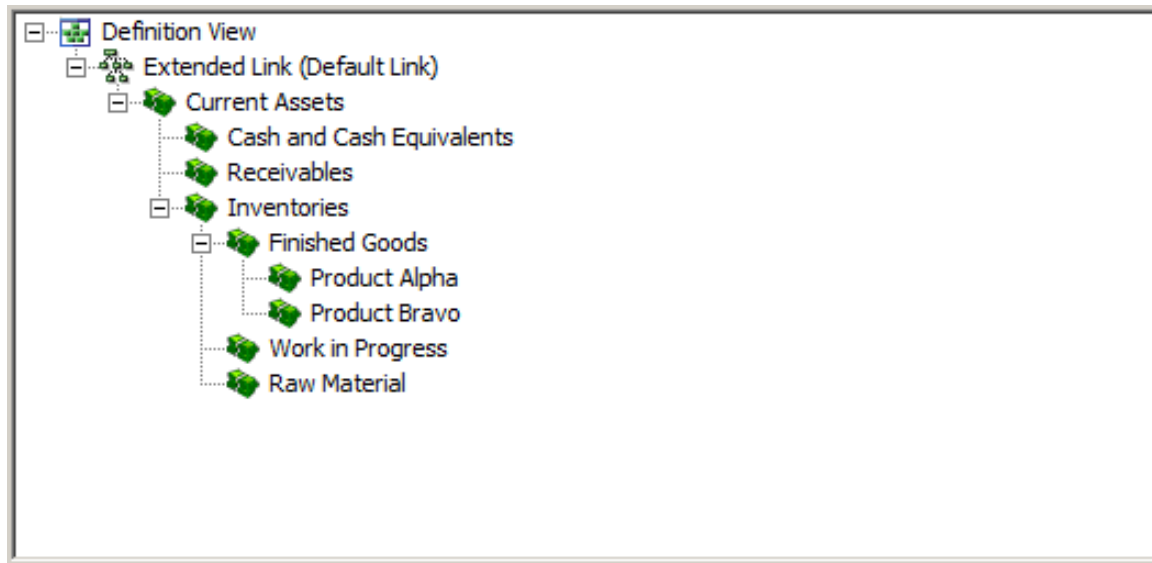 Definition View
Extended Link (Default Link)
Current Assets
Cash and Cash Equivalents
Receivables
Inventories
Finished Goods
Product Alpha
Product Bravo
Work in Progress
Raw Material